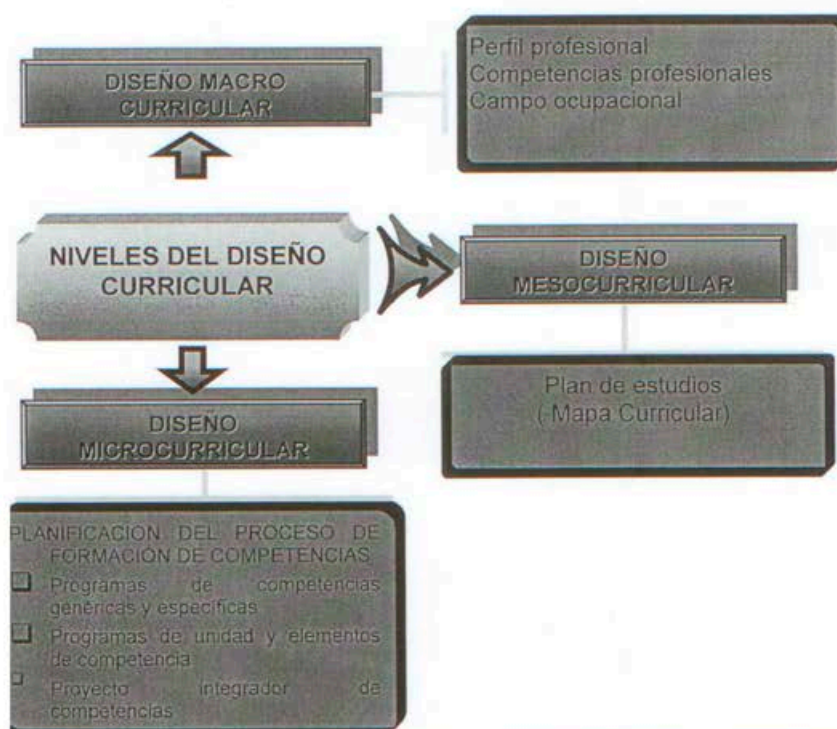 DISEÑO MACRO
CURRICULAR
Perfil profesional
Competencias profesionales
Campo ocupacional
NIVELES DEL DISEÑO
CURRICULAR
DISEÑO
MESOCURRICULAR
Plan de estudios
(-Mapa Curricular)
DISEÑO
MICROCURRICULAR
PLANIFICACION DEL PROCESO DE
FORMACIÓN DE COMPETENCIAS
Programas de competencias
genéricas y específicas
Programas de unidad y elementos
de competencia
Proyecto integrador de
competencias